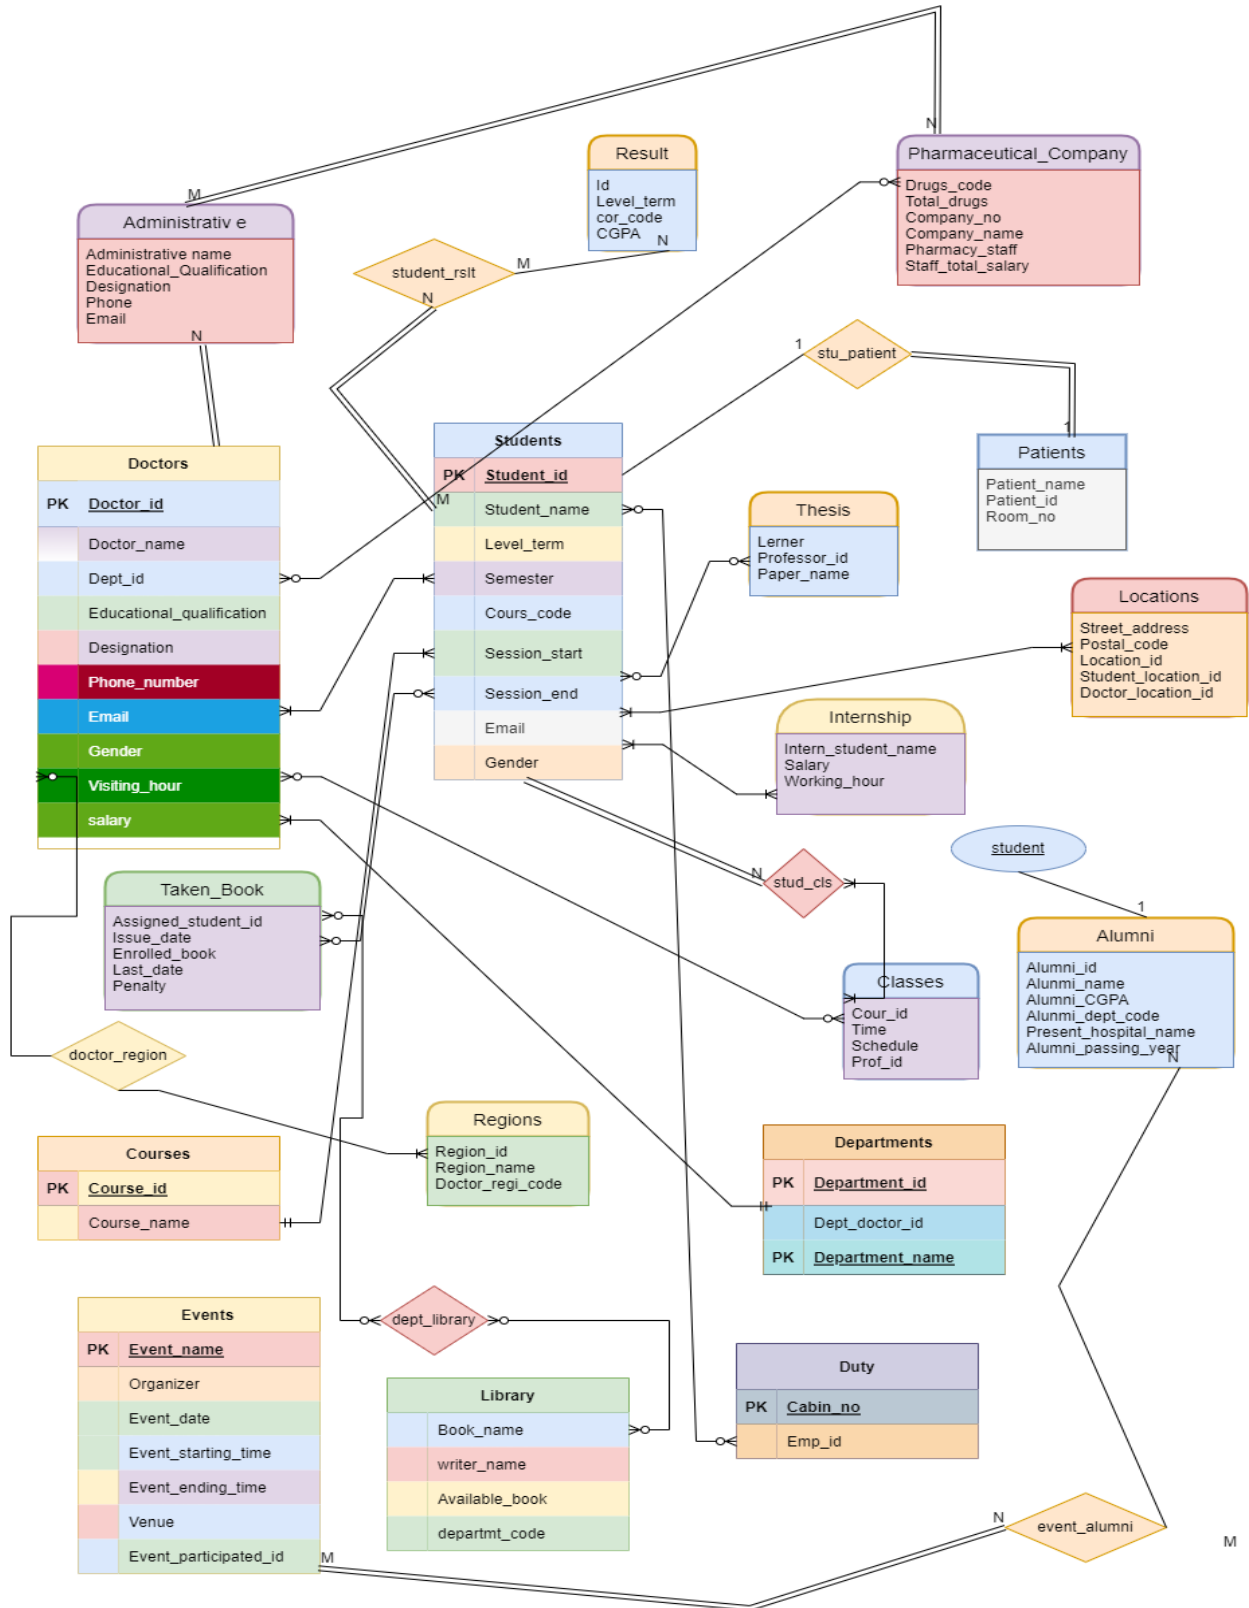 N
M
Result
Id
Level_term
cor_code
CGPA
N
Pharmaceutical_Company
Drugs_code
Total_drugs
Company_no
Company_name
Pharmacy_staff
Staff_total_salary
Administrativ e
Administrative name
Educational_Qualification
Designation
Phone
Email
N
student_rslt
M
N
M
1
stu_patient
1
Patients
Patient_name
Patient_id
Room_no
Doctors
PK Doctor_id
Doctor_name
Dept_id
Educational_qualification
Designation
Phone_number
Email
Gender
Visiting_hour
salary
Students
PK Student_id
Student_name
Level_term
Semester
Cours_code
Session_start
Session_end
Email
Gender
Thesis
Lerner
Professor_id
Paper_name
Locations
Street_address
Postal_code
Location_id
Student_location_id
Doctor_location_id
Internship
Intern_student_name
Salary
Working_hour
N
stud_cls
student
1
Alumni
Alumni_id
Alunmi_name
Alumni_CGPA
Alunmi_dept_code
Present_hospital_name
Alumni_passing_year
N
Taken_Book
Assigned_student_id
Issue_date
Enrolled_book
Last_date
Penalty
Classes
Cour_id
Time
Schedule
Prof_id
doctor_region
Regions
Region_id
Region_name
Doctor_regi_code
Courses
PK Course_id
Course_name
Departments
PK Department_id
Dept_doctor_id
PK Department_name
Events
PK Event_name
Organizer
Event_date
Event_starting_time
Event_ending_time
Venue
Event_participated_id
M
dept_library
Library
Book_name
writer_name
Available_book
departmt_code
Duty
PK Cabin_no
Emp_id
N
event_alumni
M